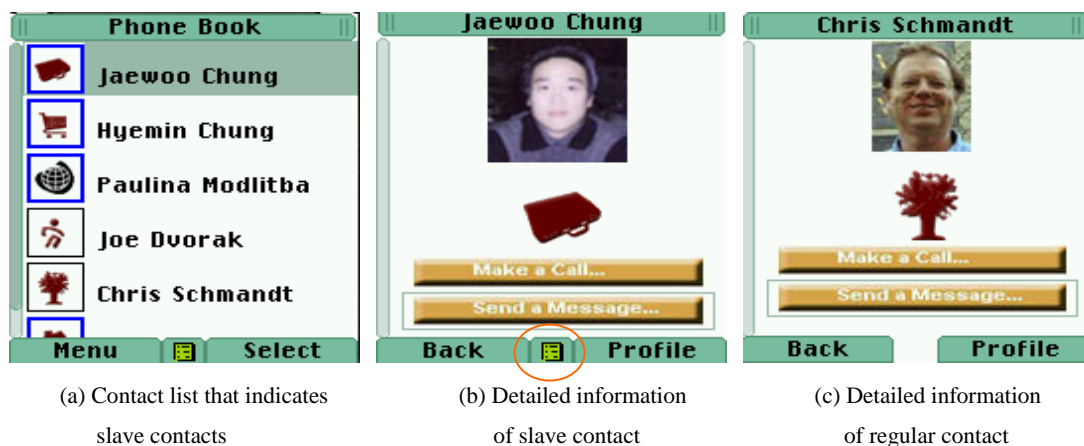 Phone Book
Jaewoo Chung
Hyemin Chung
Paulina Modlitba
Joe Dvorak
Chris Schmandt
Menu
Select
Jaewoo Chung
Make a Call...
Send a Message...
Back
Profile
Chris Schmandt
Make a Call...
Send a Message...
Back
Profile
(a) Contact list that indicates
slave contacts
(b) Detailed information
of slave contact
(c) Detailed information
of regular contact